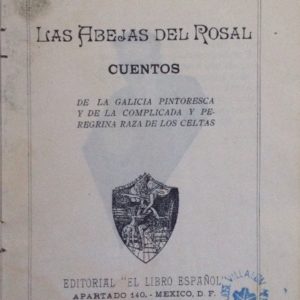 LAS ABEJAS DEL ROSAL
CUENTOS
DE LA GALICIA PINTORESCA
Y DE LA COMPLICADA Y PE-
REGRINA RAZA DE LOS CELTAS
EDITORIAL "EL LIBRO ESPAÑOL"
APARTADO 140.-MEXICO, D. F.